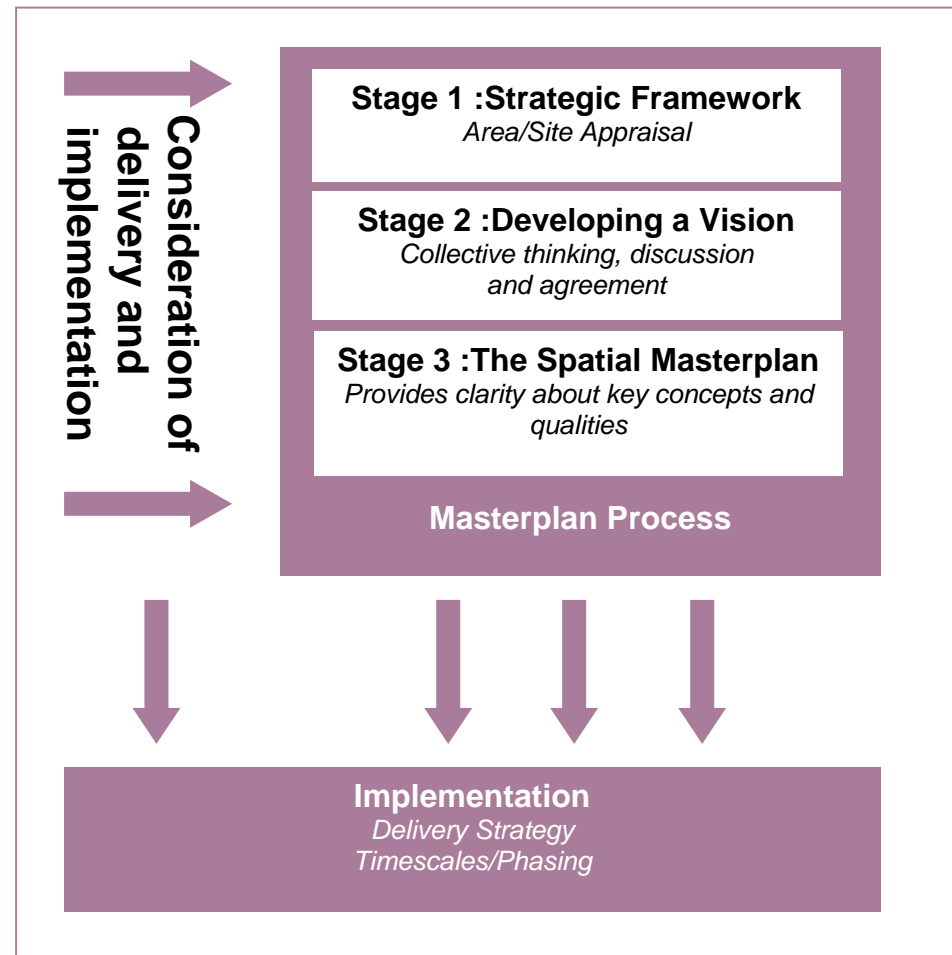 Consideration of
delivery and
implementation
Stage 1 :Strategic Framework
Area/Site Appraisal
Stage 2 :Developing a Vision
Collective thinking, discussion
and agreement
Stage 3 :The Spatial Masterplan
Provides clarity about key concepts and
qualities
Masterplan Process
Implementation
Delivery Strategy
Timescales/Phasing